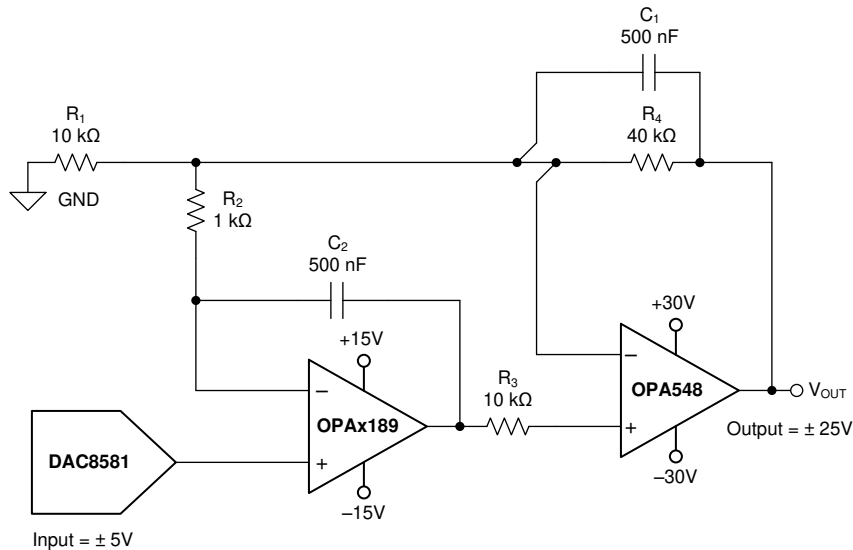 C1
500 nF
R1
10 kΩ
R4
40 kΩ
GND
R2
1 kΩ
C2
500 nF
+15V
+30V
R3
10 kΩ
–
OPAx189
+
–
OPA548
+
VOUT
Output = ± 25V
DAC8581
–15V
–30V
Input = ± 5V